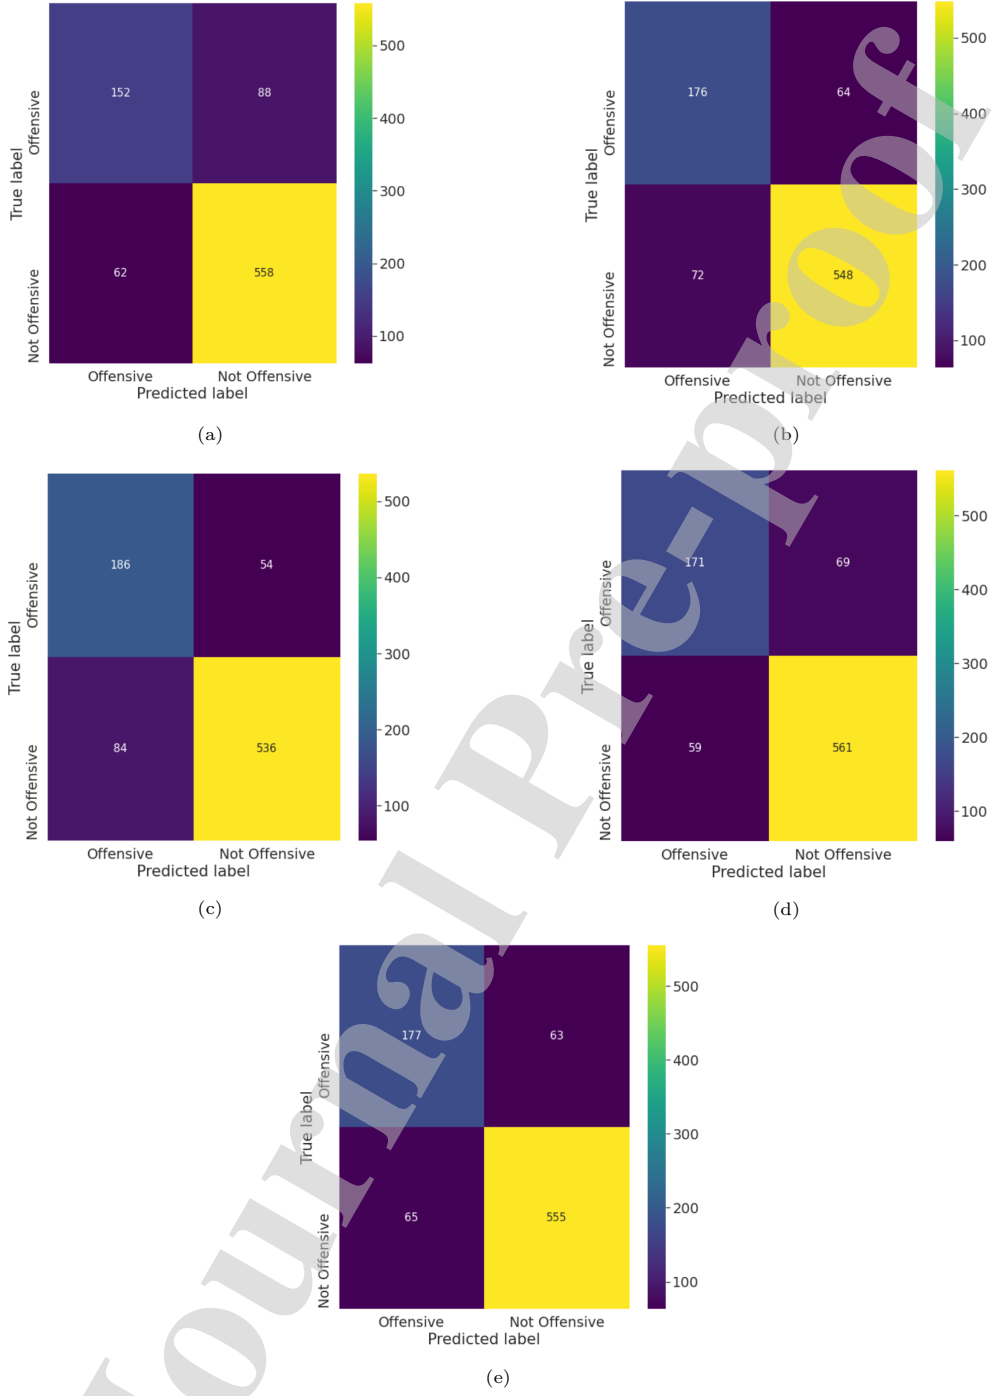 500
400
300
200
100
152
88
62
558
True label
Offensive
Not Offensive
Offensive
Not Offensive
Predicted label
(a)
500
400
300
200
100
176
64
72
548
True label
Offensive
Not Offensive
Offensive
Not Offensive
Predicted label
(b)
500
400
300
200
100
186
54
84
536
True label
Offensive
Not Offensive
Offensive
Not Offensive
Predicted label
(c)
500
400
300
200
100
171
69
59
561
True label
Offensive
Not Offensive
Offensive
Not Offensive
Predicted label
(d)
500
400
300
200
100
177
63
65
555
True label
Offensive
Not Offensive
Offensive
Not Offensive
Predicted label
(e)
Journal Pre-proof